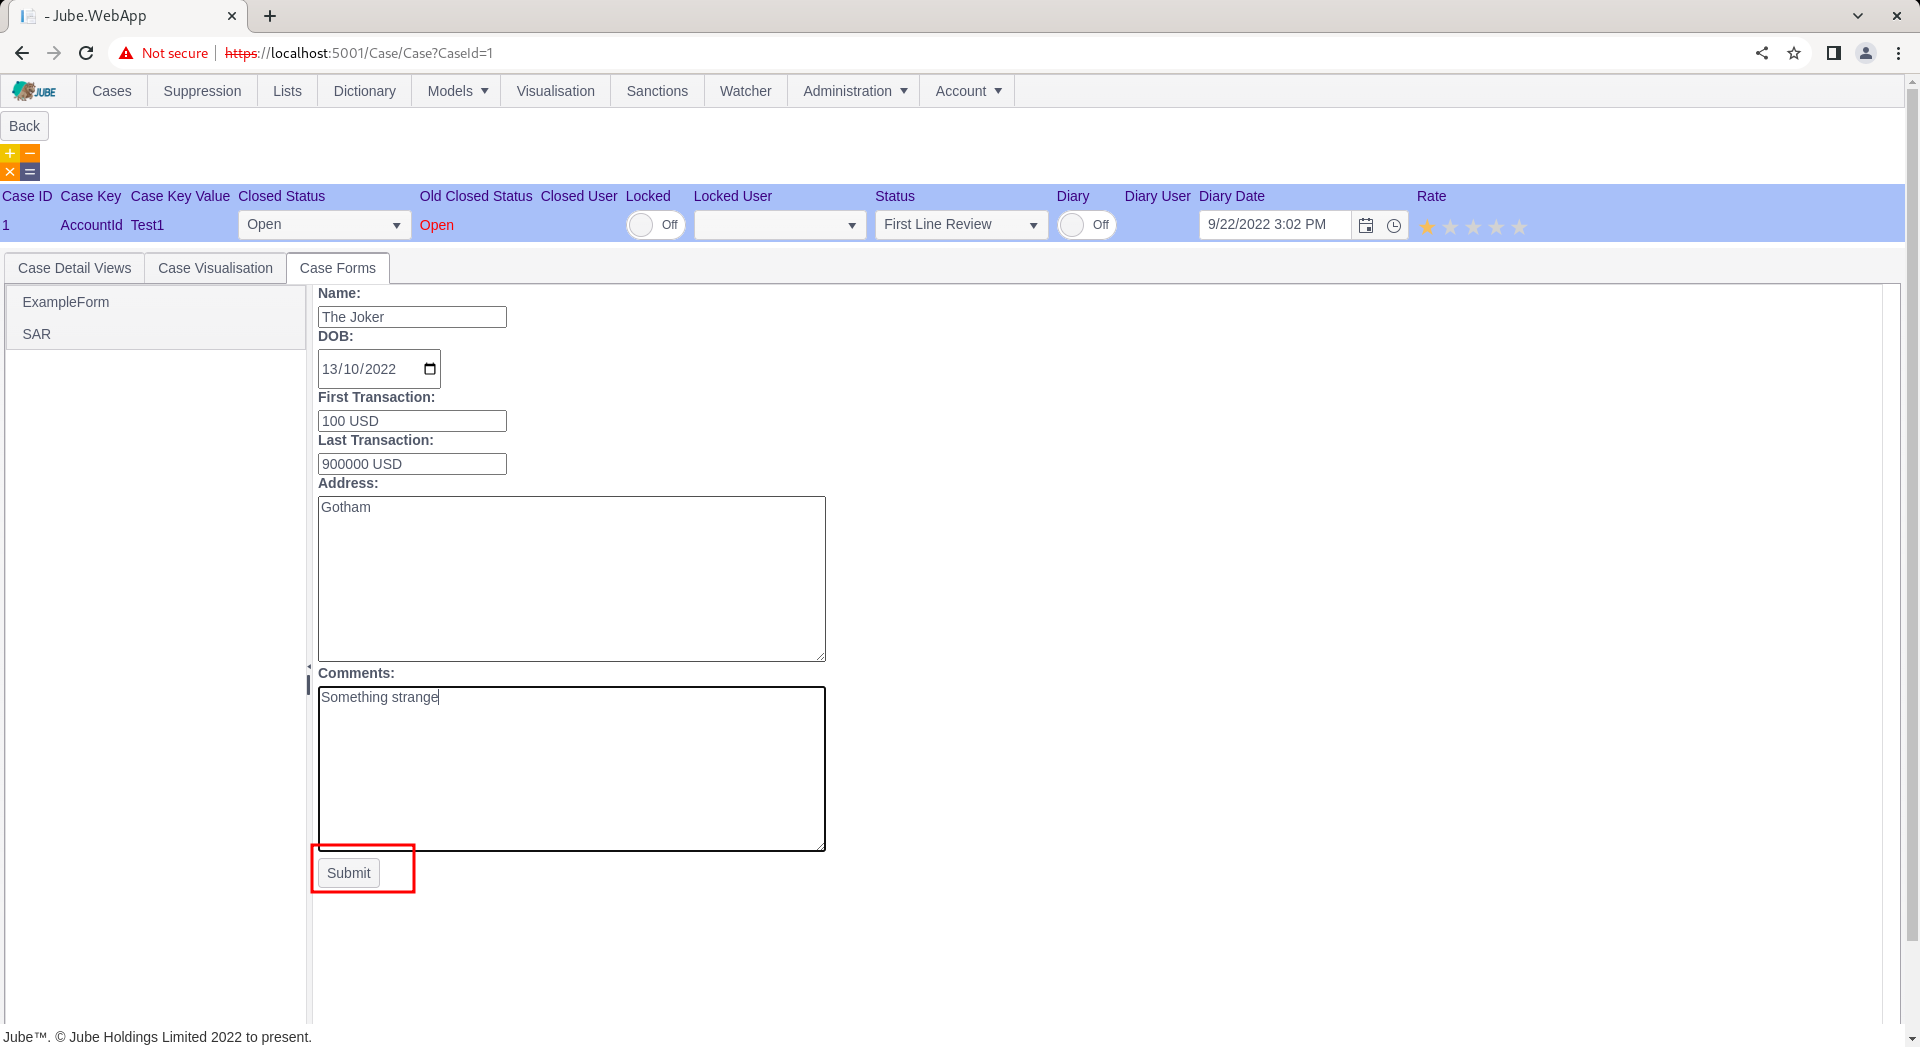 - Jube.WebApp
Not secure https://localhost:5001/Case/Case?CaseId=1
JUBE Cases Suppression Lists Dictionary Models Visualisation Sanctions Watcher Administration Account
Back
Case ID Case Key Case Key Value Closed Status Old Closed Status Closed User Locked Locked User Status Diary Diary User Diary Date Rate
1 AccountId Test1 Open Open Off First Line Review Off 9/22/2022 3:02 PM
Case Detail Views Case Visualisation Case Forms
ExampleForm
SAR
Name:
The Joker
DOB:
13/10/2022
First Transaction:
100 USD
Last Transaction:
900000 USD
Address:
Gotham
Comments:
Something strange
Submit
Jube™. © Jube Holdings Limited 2022 to present.